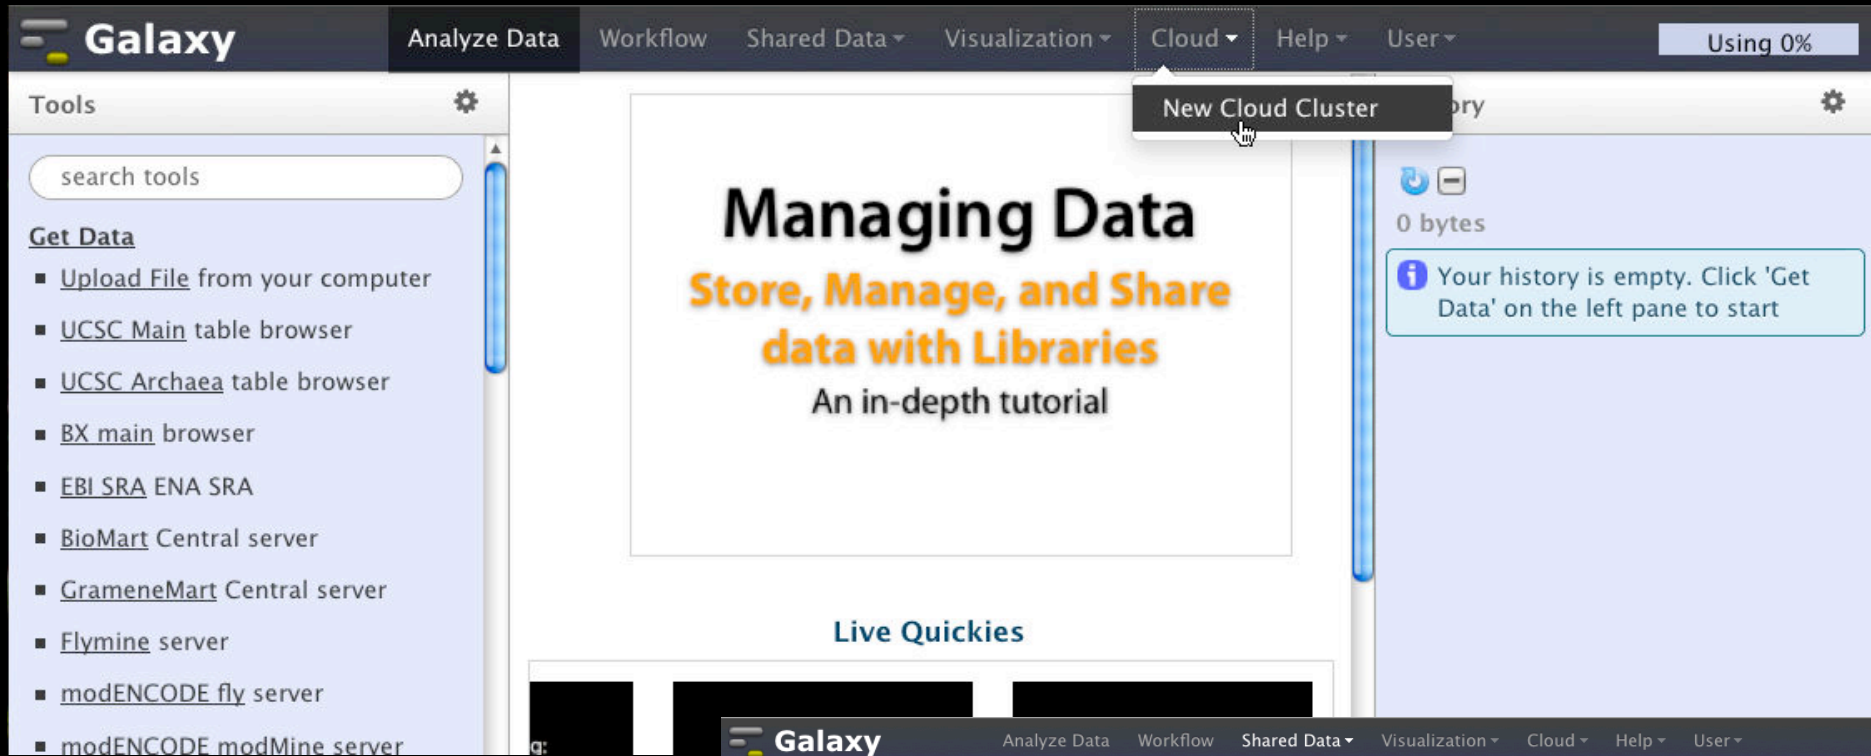 Galaxy
Analyze Data Workflow Shared Data Visualization Cloud Help User Using 0%
Tools
New Cloud Cluster
ory
search tools
Get Data
Upload File from your computer
UCSC Main table browser
UCSC Archaea table browser
BX main browser
EBI SRA ENA SRA
BioMart Central server
GrameneMart Central server
Flymine server
modENCODE fly server
modENCODE modMine server
Managing Data
Store, Manage, and Share
data with Libraries
An in-depth tutorial
Live Quickies
g:
0 bytes
Your history is empty. Click 'Get
Data' on the left pane to start
Galaxy
Analyze Data Workflow Shared Data Visualization Cloud Help User